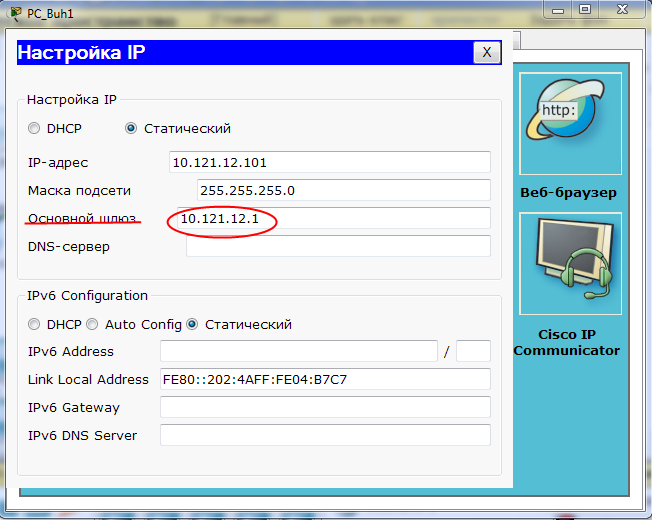 PC_Buh1
Настройка IP
X
Настройка IP
DHCP
Статический
IP-адрес 10.121.12.101
Маска подсети 255.255.255.0
Основной шлюз 10.121.12.1
DNS-сервер
IPv6 Configuration
DHCP Auto Config Статический
IPv6 Address /
Link Local Address FE80::202:4AFF:FE04:B7C7
IPv6 Gateway
IPv6 DNS Server
http:
Веб-браузер
Cisco IP
Communicator